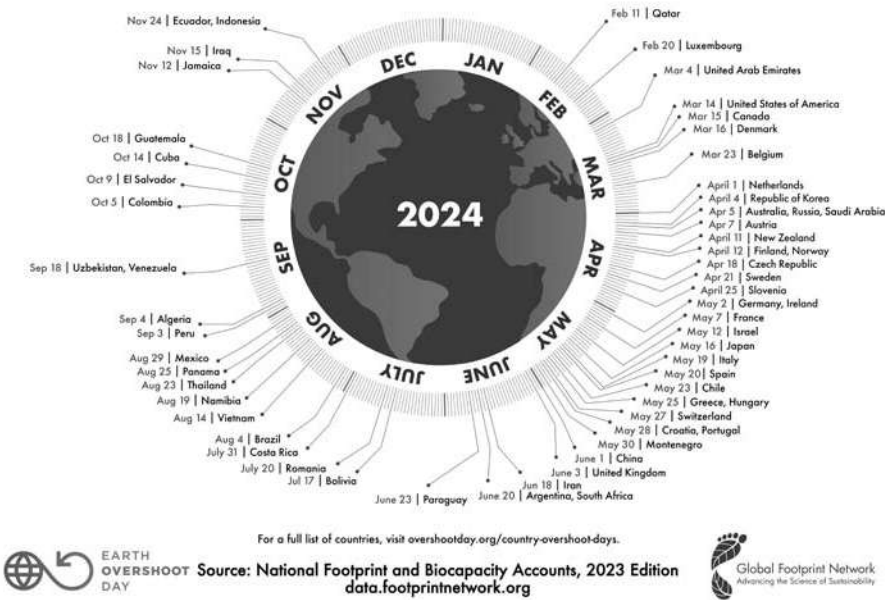 Nov 24 | Ecuador, Indonesia
Nov 15 | Iraq
Nov 12 | Jamaica
Oct 18 | Guatemala
Oct 14 | Cuba
Oct 9 | El Salvador
Oct 5 | Colombia
Sep 18 | Uzbekistan, Venezuela
Sep 4 | Algeria
Sep 3 | Peru
Aug 29 | Mexico
Aug 25 | Panama
Aug 23 | Thailand
Aug 19 | Namibia
Aug 14 | Vietnam
Aug 4 | Brazil
July 31 | Costa Rica
July 20 | Romania
Jul 17 | Bolivia
DEC
JAN
NOV
FEB
OCT
MAR
2024
SEP
APR
AUG
MAY
JULY
JUNE
Feb 11 | Qatar
Feb 20 | Luxembourg
Mar 4 | United Arab Emirates
Mar 14 | United States of America
Mar 15 | Canada
Mar 16 | Denmark
Mar 23 | Belgium
April 1 | Netherlands
April 4 | Republic of Korea
Apr 5 | Australia, Russia, Saudi Arabia
Apr 7 | Austria
April 11 | New Zealand
April 12 | Finland, Norway
Apr 18 | Czech Republic
Apr 21 | Sweden
April 25 | Slovenia
May 2 | Germany, Ireland
May 7 | France
May 12 | Israel
May 16 | Japan
May 19 | Italy
May 20 | Spain
May 23 | Chile
May 25 | Greece, Hungary
May 27 | Switzerland
May 28 | Croatia, Portugal
May 30 | Montenegro
June 1 | China
June 3 | United Kingdom
Jun 18 | Iran
June 20 | Argentina, South Africa
June 23 | Paraguay
For a full list of countries, visit overshootday.org/country-overshoot-days.
EARTH
OVERSHOOT
DAY
Source: National Footprint and Biocapacity Accounts, 2023 Edition
data.footprintnetwork.org
Global Footprint Network
Advancing the Science of Sustainability